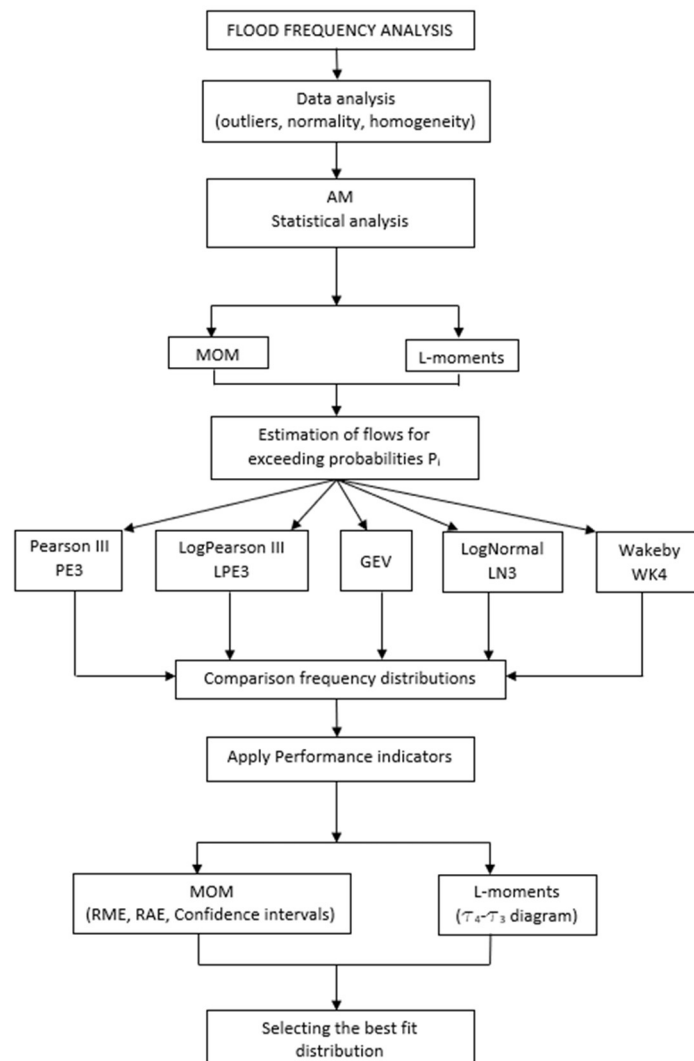 FLOOD FREQUENCY ANALYSIS
Data analysis
(outliers, normality, homogeneity)
AM
Statistical analysis
MOM
L-moments
Estimation of flows for
exceeding probabilities Pᵢ
Pearson III
PE3
LogPearson III
LPE3
GEV
LogNormal
LN3
Wakeby
WK4
Comparison frequency distributions
Apply Performance indicators
MOM
(RME, RAE, Confidence intervals)
L-moments
(τ₄-τ₃ diagram)
Selecting the best fit
distribution